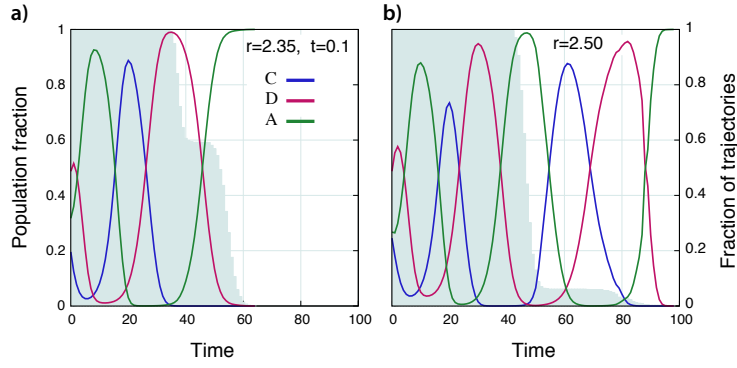 a)
r=2.35, t=0.1
C
D
A
Population fraction
1
0.8
0.6
0.4
0.2
0
0 20 40 60 80 100
Time
b)
r=2.50
1
0.8
0.6
0.4
0.2
0
Fraction of trajectories
0 20 40 60 80 100
Time